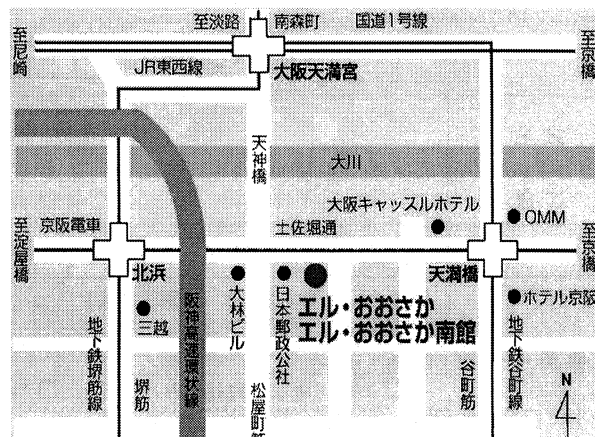 至淡路
南森町
国道1号線
至尼崎
至京橋
JR東西線
大阪天満宮
天神橋
大川
大阪キャッスルホテル
OMM
至淀屋橋
京阪電車
土佐堀通
至京橋
北浜
天満橋
三越
大林ビル
日本郵政公社
エル・おおさか
エル・おおさか南館
ホテル京阪
阪神高速環状線
地下鉄堺筋線
堺筋
松屋町筋
谷町筋
地下鉄谷町線
N